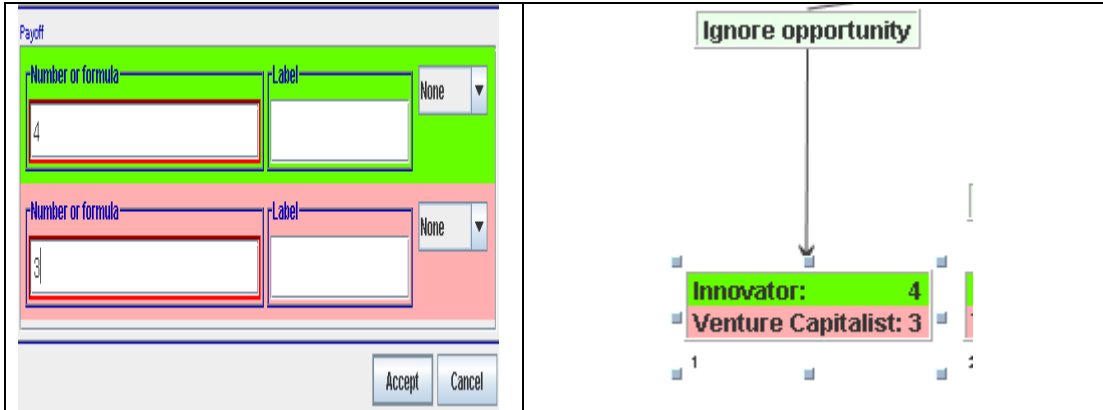 Payoff
Number or formula
Label
None
4
Number or formula
Label
None
3
Accept Cancel
Ignore opportunity
Innovator: 4
Venture Capitalist: 3
1